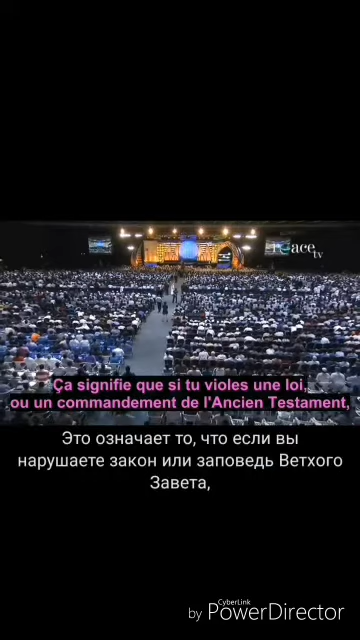 peace tv
Ça signifie que si tu violes une loi,
ou un commandement de l'Ancien Testament,
Это означает то, что если вы
нарушаете закон или заповедь Ветхого
Завета,
CyberLink
by PowerDirector